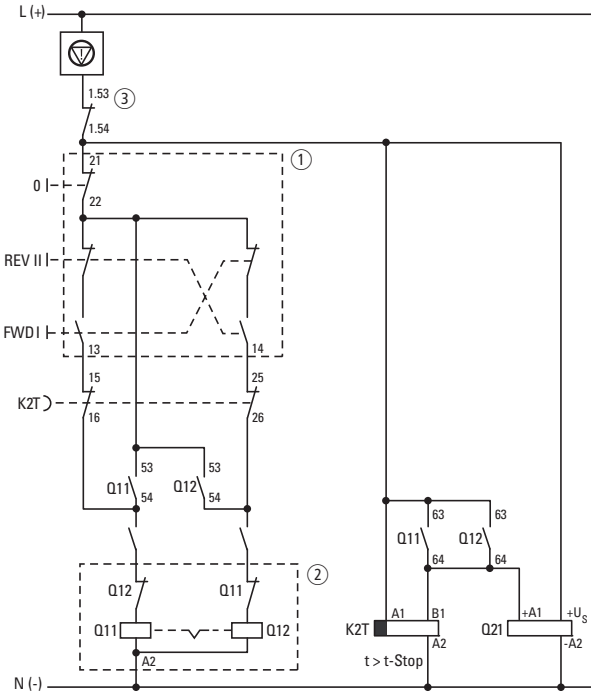 L (+)
1.53
3
1.54
21
1
0
22
REV II
FWD I
13
14
15
25
K2T
16
26
53
53
Q11
54
Q12
54
63
63
Q11
Q12
64
64
2
Q12
Q11
A1
B1
+A1
+Us
Q11
Q12
K2T
Q21
A2
-A2
A2
t > t-Stop
N (-)